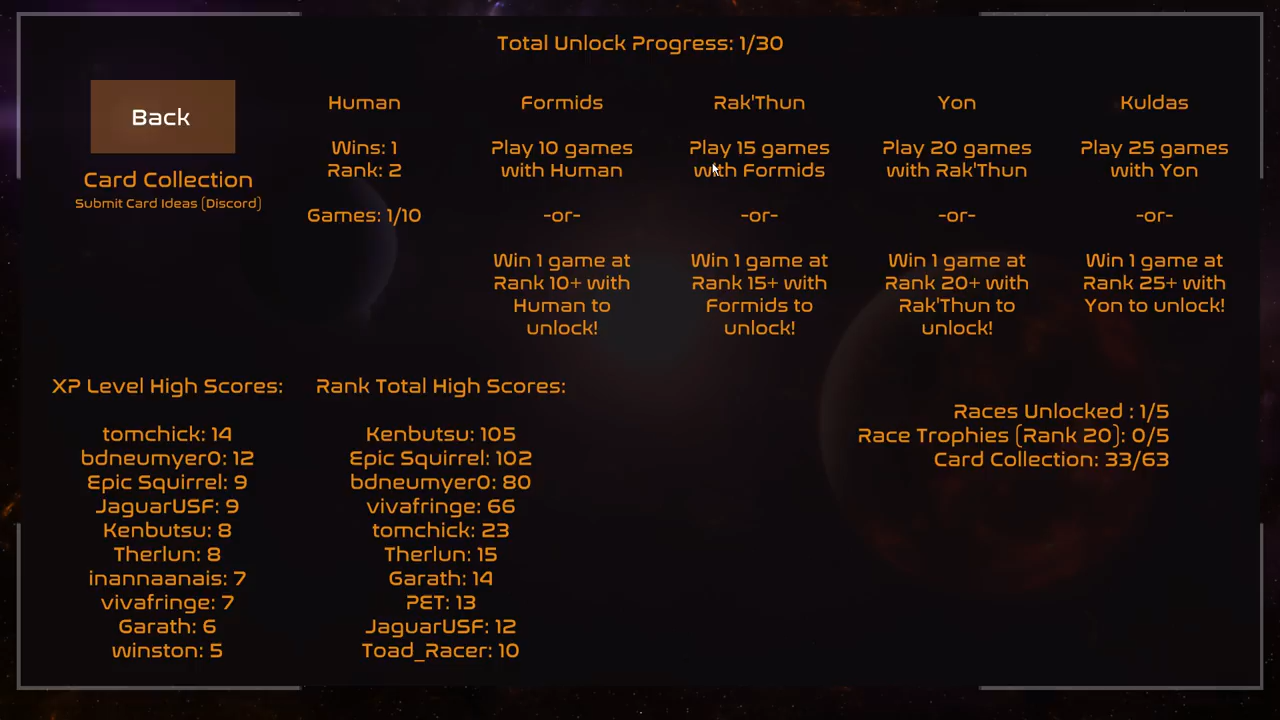 Total Unlock Progress: 1/30
Back
Card Collection
Submit Card Ideas (Discord)
Human
Wins: 1
Rank: 2
Games: 1/10
Formids
Play 10 games
with Human
-or-
Win 1 game at
Rank 10+ with
Human to
unlock!
Rak'Thun
Play 15 games
with Formids
-or-
Win 1 game at
Rank 15+ with
Formids to
unlock!
Yon
Play 20 games
with Rak'Thun
-or-
Win 1 game at
Rank 20+ with
Rak'Thun to
unlock!
Kuldas
Play 25 games
with Yon
-or-
Win 1 game at
Rank 25+ with
Yon to unlock!
XP Level High Scores:
tomchick: 14
bdneumyer0: 12
Epic Squirrel: 9
JaguarUSF: 9
Kenbutsu: 8
Therlun: 8
inannaanais: 7
vivafringe: 7
Garath: 6
winston: 5
Rank Total High Scores:
Kenbutsu: 105
Epic Squirrel: 102
bdneumyer0: 80
vivafringe: 66
tomchick: 23
Therlun: 15
Garath: 14
PET: 13
JaguarUSF: 12
Toad_Racer: 10
Races Unlocked : 1/5
Race Trophies (Rank 20): 0/5
Card Collection: 33/63